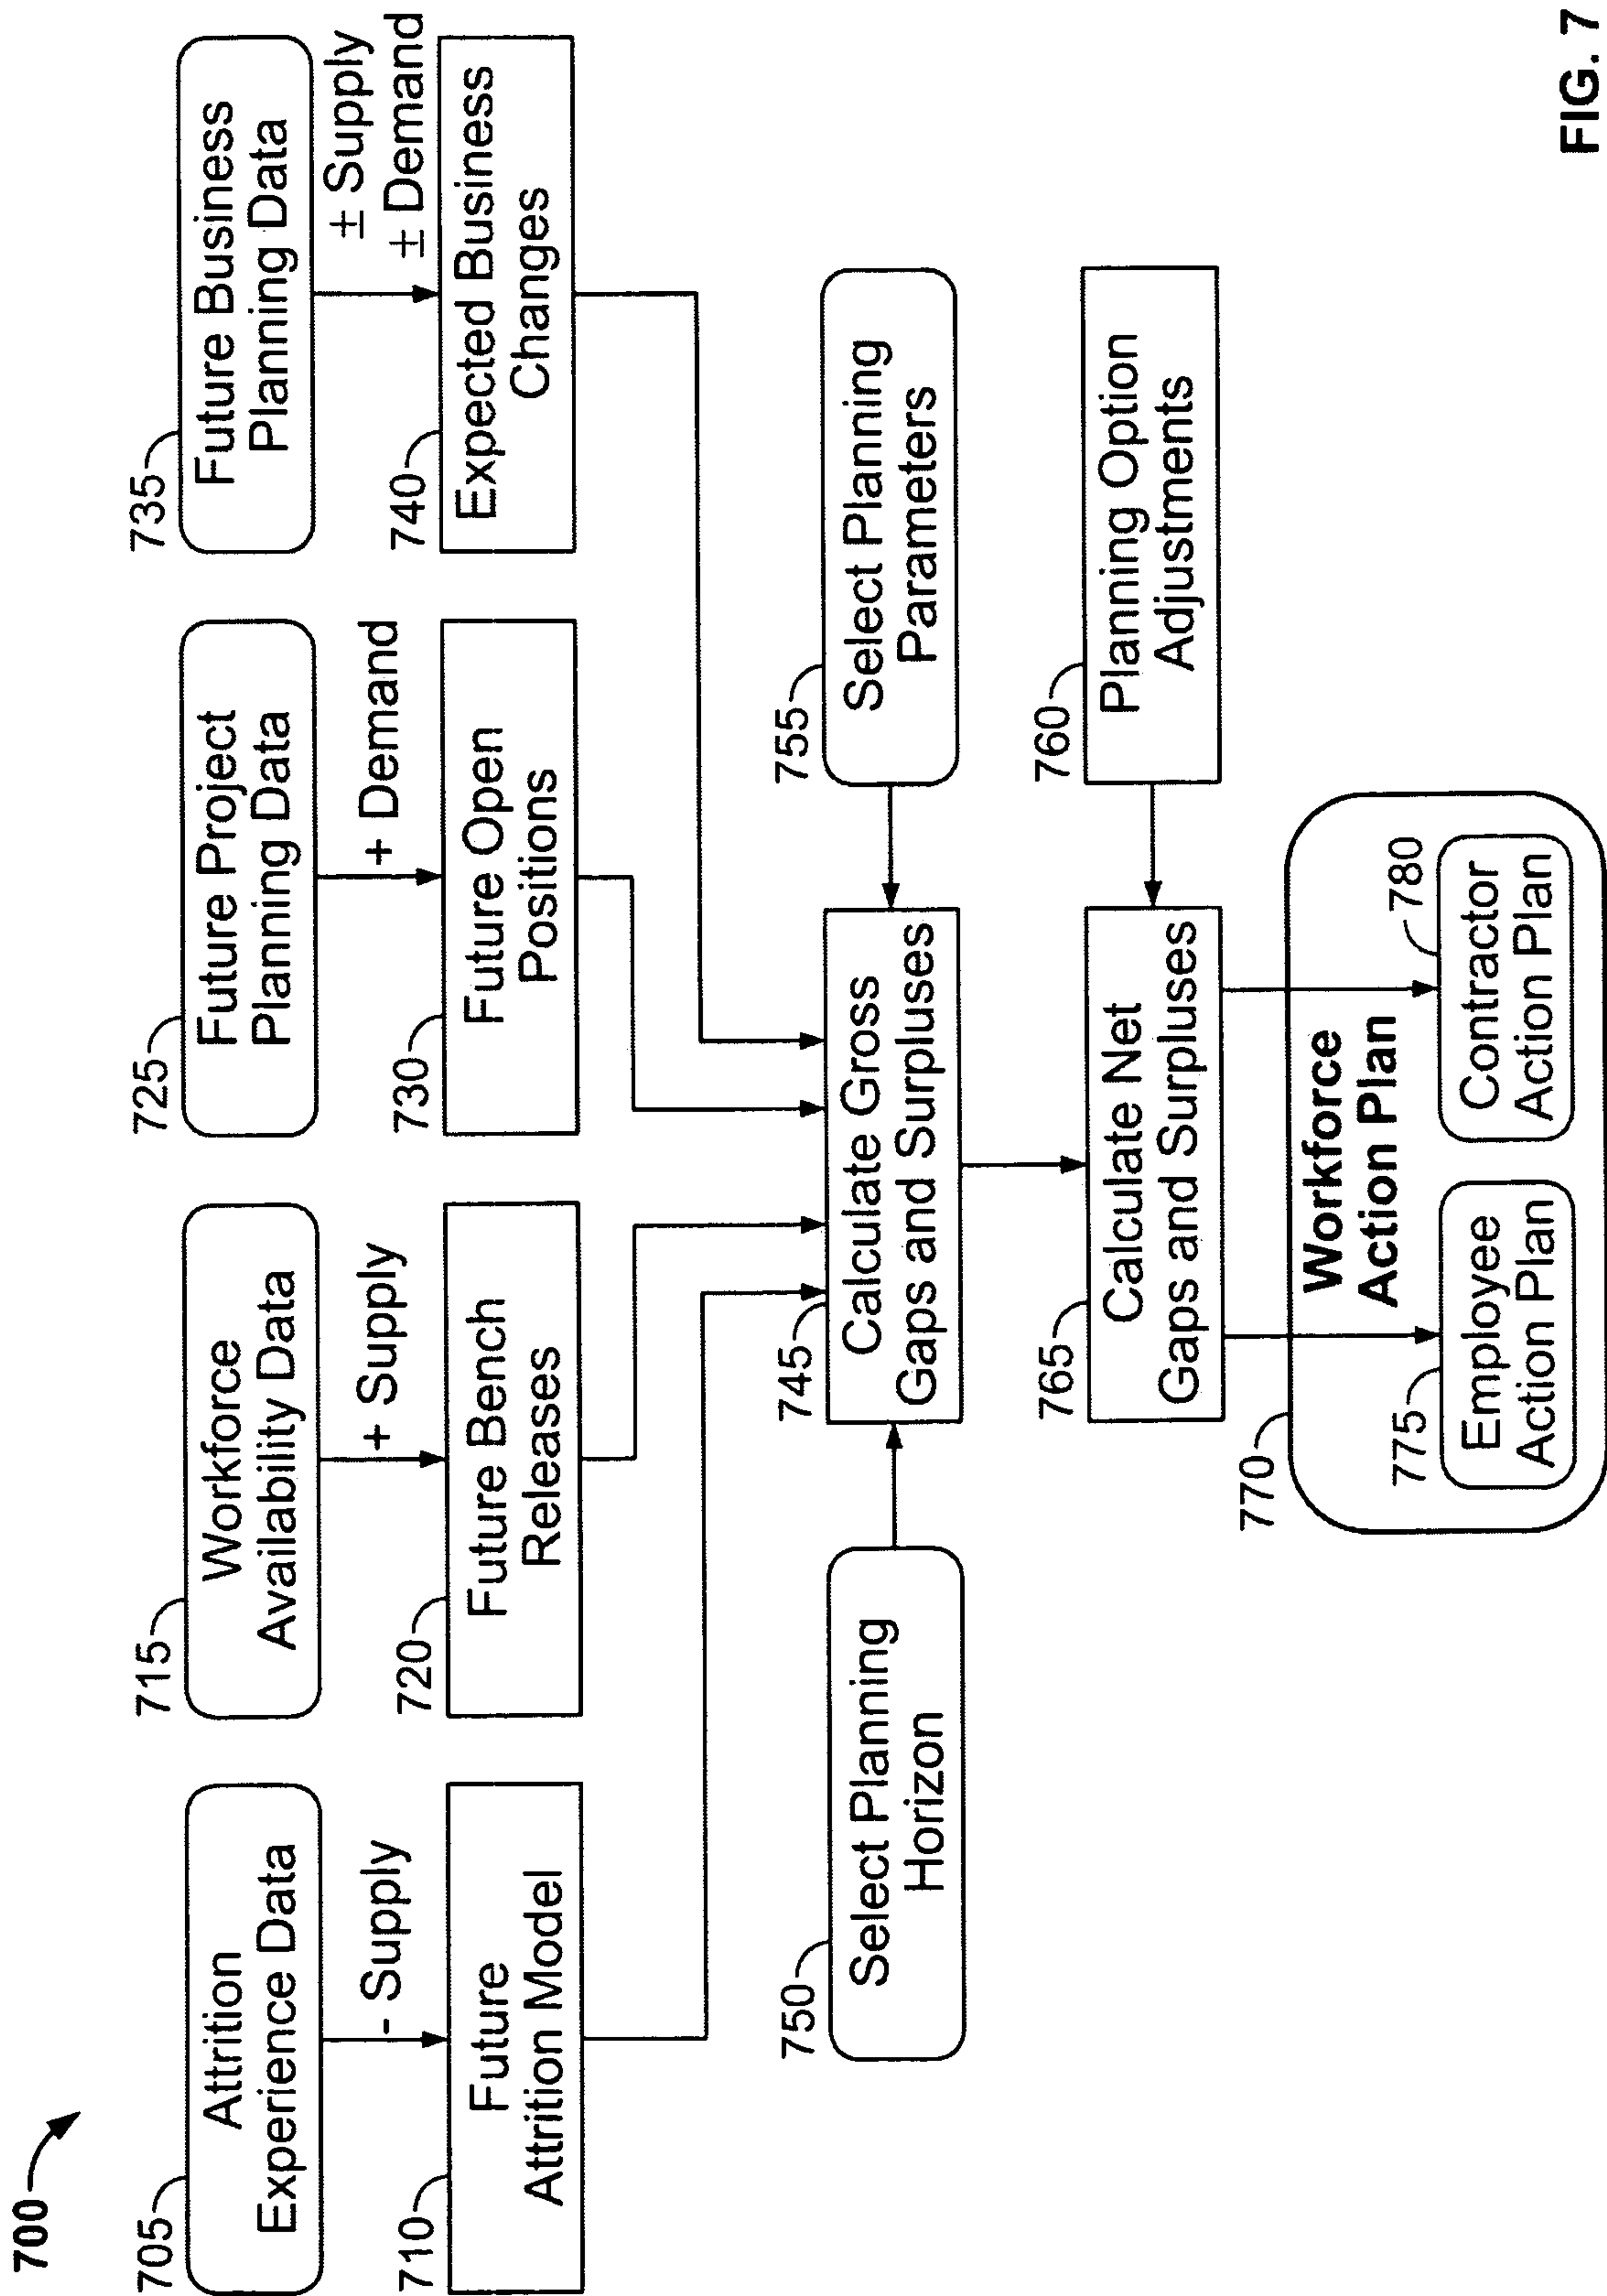 700
705
Attrition
Experience Data
- Supply
710
Future
Attrition Model
715
Workforce
Availability Data
+ Supply
720
Future Bench
Releases
725
Future Project
Planning Data
+ Demand
730
Future Open
Positions
735
Future Business
Planning Data
± Supply
± Demand
740
Expected Business
Changes
750
Select Planning
Horizon
745
Calculate Gross
Gaps and Surpluses
755
Select Planning
Parameters
765
Calculate Net
Gaps and Surpluses
760
Planning Option
Adjustments
770
Workforce
Action Plan
775
Employee
Action Plan
780
Contractor
Action Plan
FIG. 7